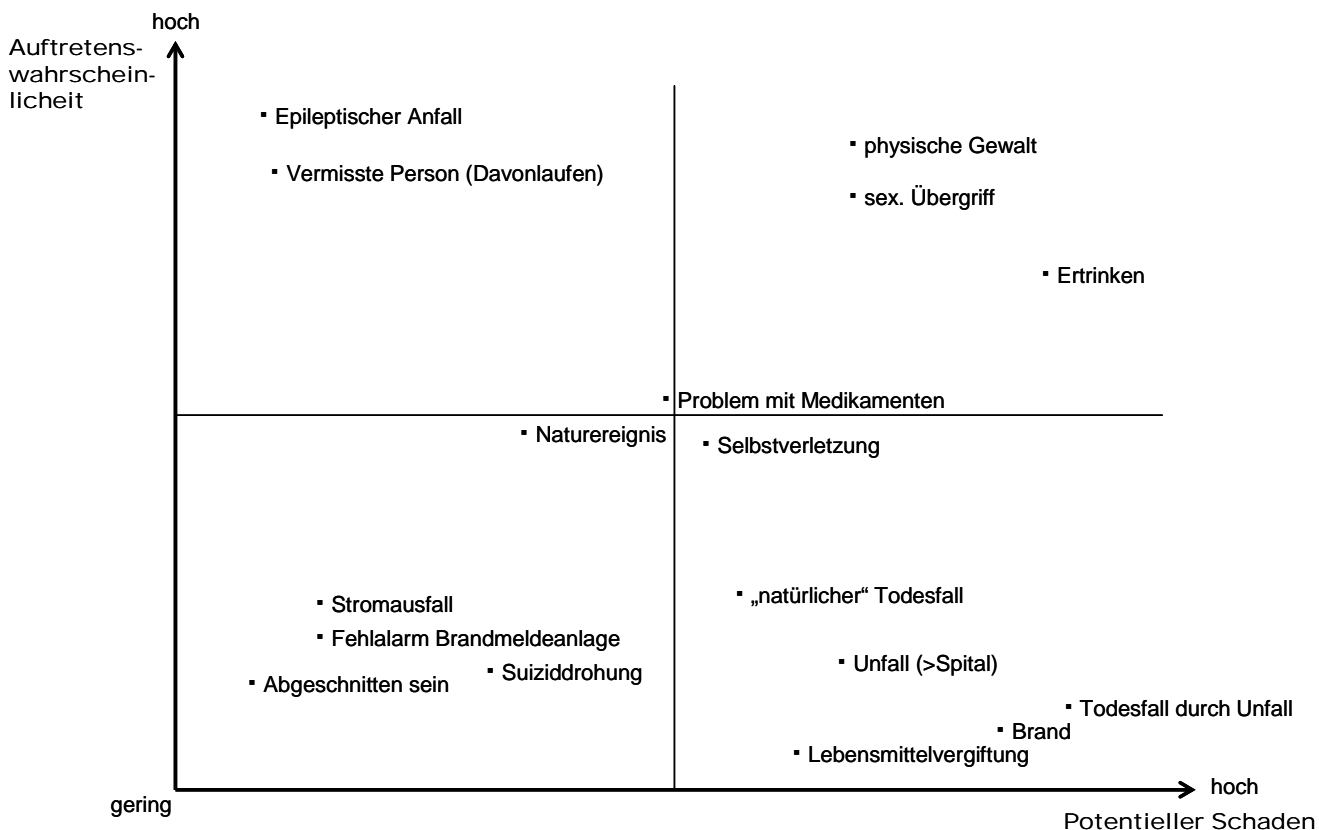 hoch
Auftretens-
wahrschein-
licheit
▪ Epileptischer Anfall
▪ physische Gewalt
▪ Vermisste Person (Davonlaufen)
▪ sex. Übergriff
▪ Ertrinken
▪ Problem mit Medikamenten
▪ Naturereignis
▪ Selbstverletzung
▪ „natürlicher“ Todesfall
▪ Stromausfall
▪ Fehlalarm Brandmeldeanlage
▪ Unfall (>Spital)
▪ Suiziddrohung
▪ Abgeschnitten sein
▪ Todesfall durch Unfall
▪ Brand
▪ Lebensmittelvergiftung
hoch
gering
Potentieller Schaden